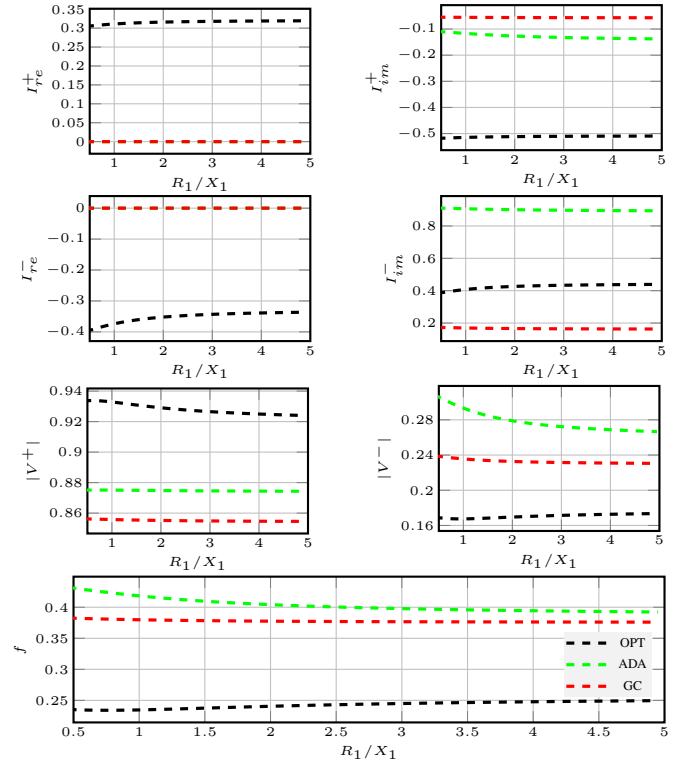 0.35
0.3
0.25
0.2
0.15
0.1
0.05
0
1 2 3 4 5
R₁/X₁
I⁺ᵣₑ
−0.1
−0.2
−0.3
−0.4
−0.5
1 2 3 4 5
R₁/X₁
I⁺ᵢₘ
0
−0.1
−0.2
−0.3
−0.4
1 2 3 4 5
R₁/X₁
I⁻ᵣₑ
0.8
0.6
0.4
0.2
1 2 3 4 5
R₁/X₁
I⁻ᵢₘ
0.94
0.92
0.9
0.88
0.86
1 2 3 4 5
R₁/X₁
|V⁺|
0.28
0.24
0.2
0.16
1 2 3 4 5
R₁/X₁
|V⁻|
0.4
0.35
0.3
0.25
0.5 1 1.5 2 2.5 3 3.5 4 4.5 5
R₁/X₁
f
OPT
ADA
GC